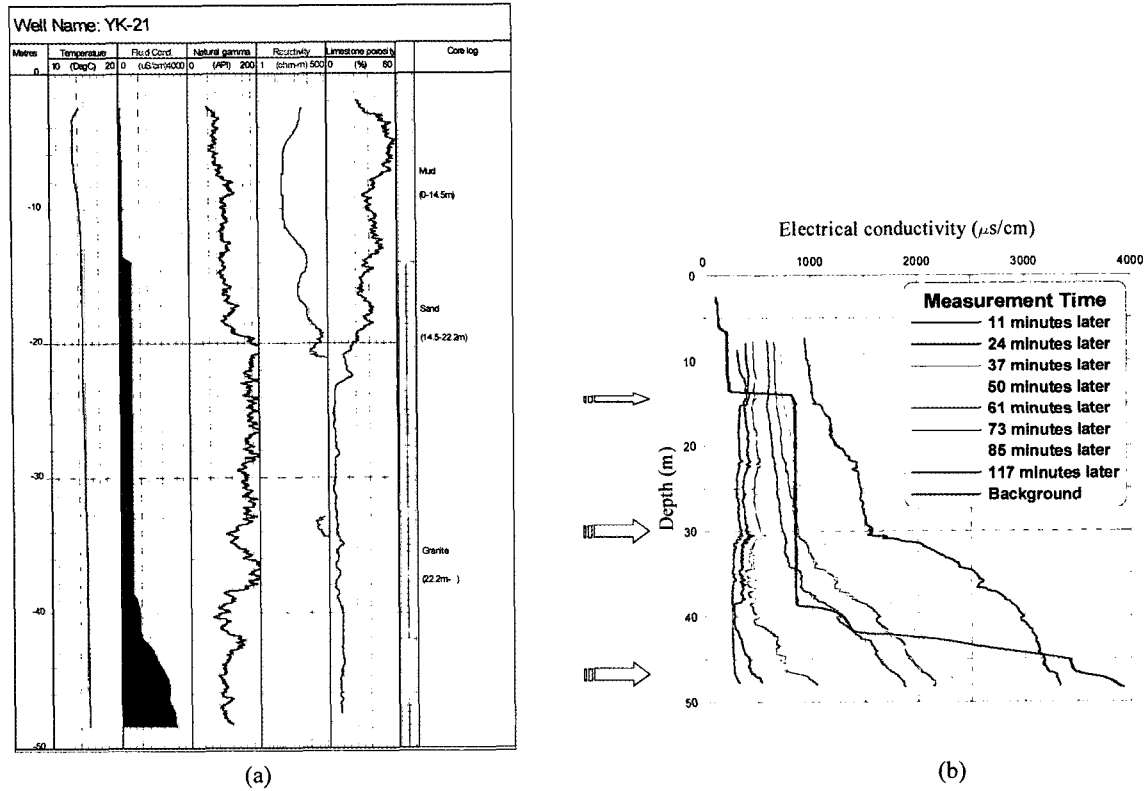 Well Name: YK-21
Metres Temperature Fluid Cond. Natural gamma Resistivity Limestone porosity Core log
10 (DegC) 20 0 (uS/cm)4000 0 (API) 200 1 (ohm-m) 500 0 (%) 60
0
-10
-20
-30
-40
-50
Mud
(0-14.5m)
Sand
(14.5-22.2m)
Granite
(22.2m- )
(a)
Electrical conductivity (μs/cm)
0 1000 2000 3000 4000
0
10
20
30
40
50
Depth (m)
Measurement Time
11 minutes later
24 minutes later
37 minutes later
50 minutes later
61 minutes later
73 minutes later
85 minutes later
117 minutes later
Background
(b)